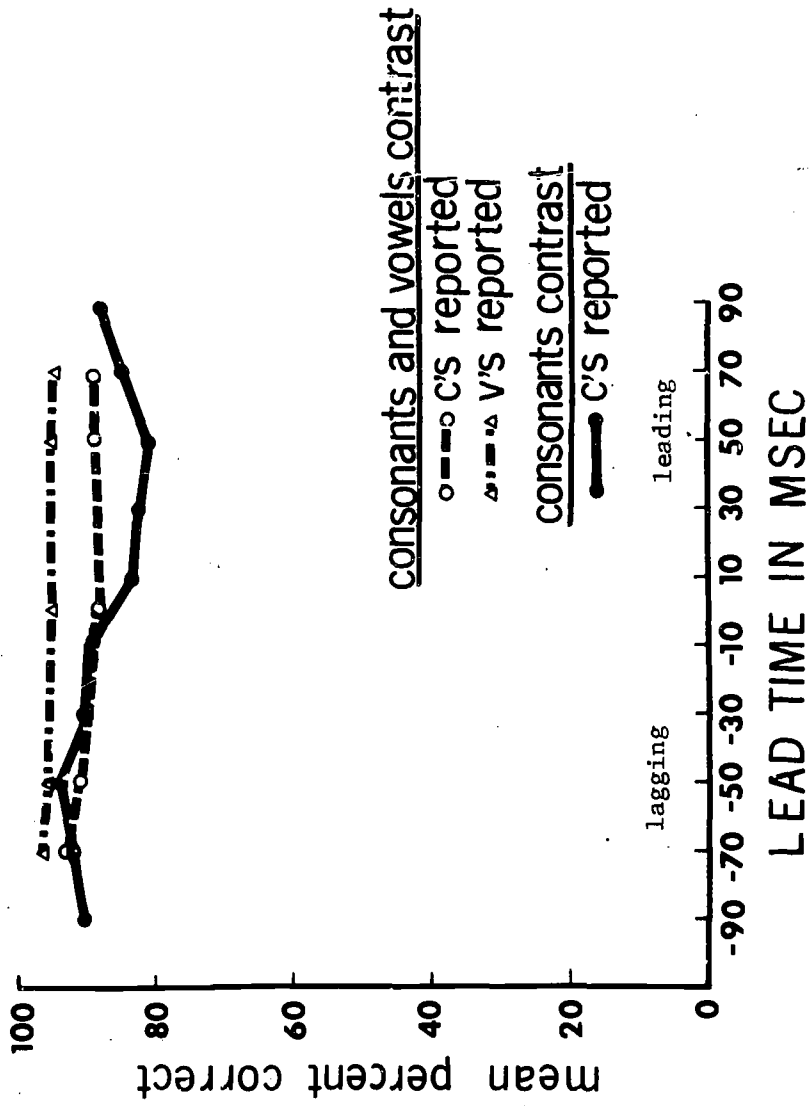 100
80
60
40
20
0
mean percent correct
consonants and vowels contrast
C's reported
V's reported
consonants contrast
C's reported
lagging
leading
-90 -70 -50 -30 -10 10 30 50 70 90
LEAD TIME IN MSEC